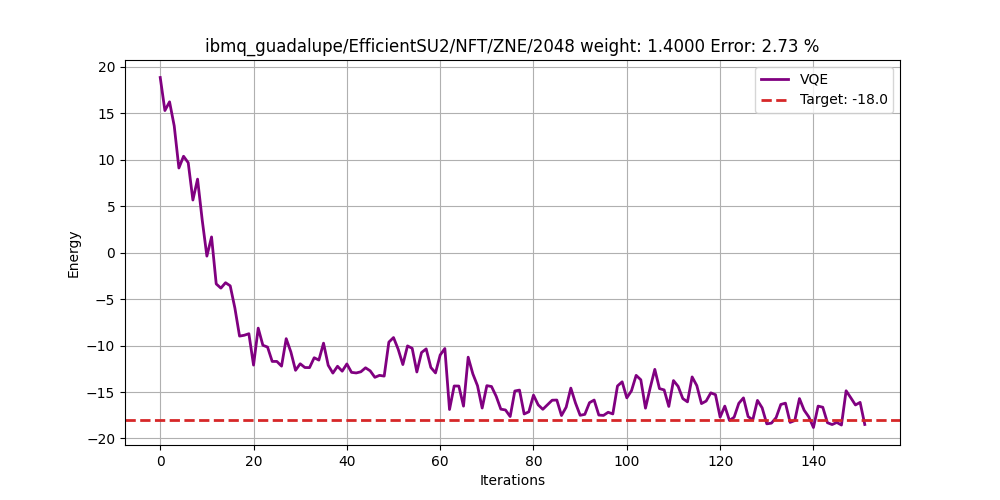 ibmq_guadalupe/EfficientSU2/NFT/ZNE/2048 weight: 1.4000 Error: 2.73 %
20
15
10
5
0
−5
−10
−15
−20
Energy
VQE
Target: -18.0
0 20 40 60 80 100 120 140
Iterations